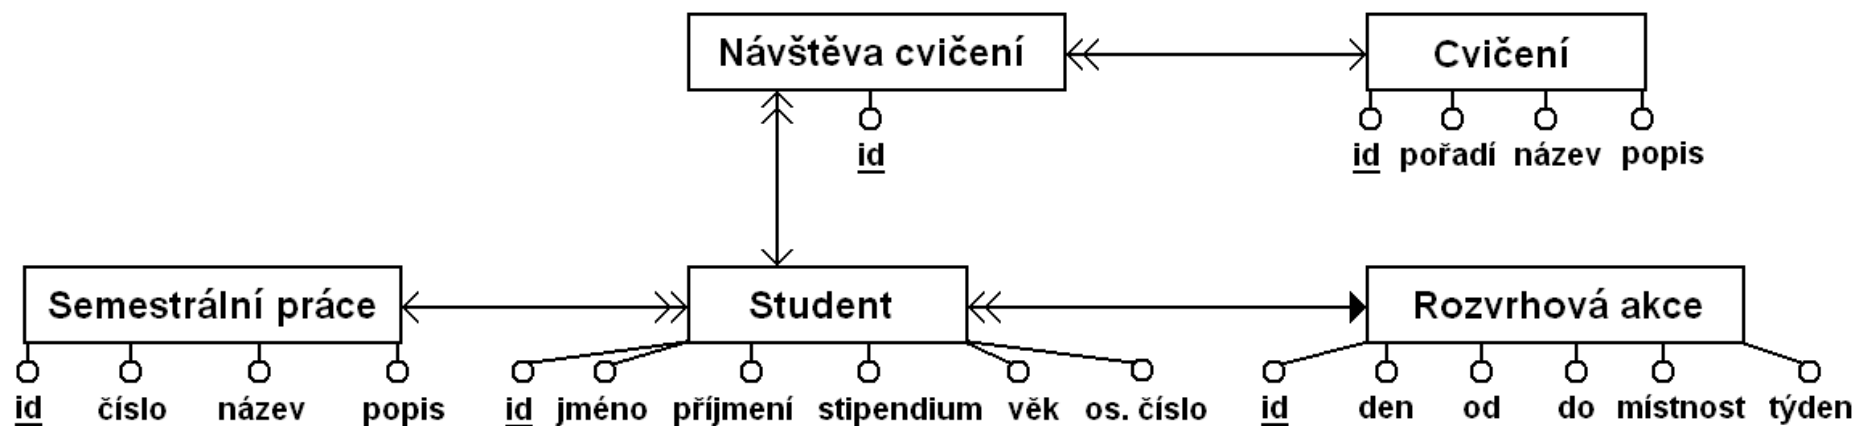 Návštěva cvičení
Cvičení
id
id pořadí název popis
Semestrální práce
Student
Rozvrhová akce
id číslo název popis
id jméno příjmení stipendium věk os. číslo
id den od do místnost týden